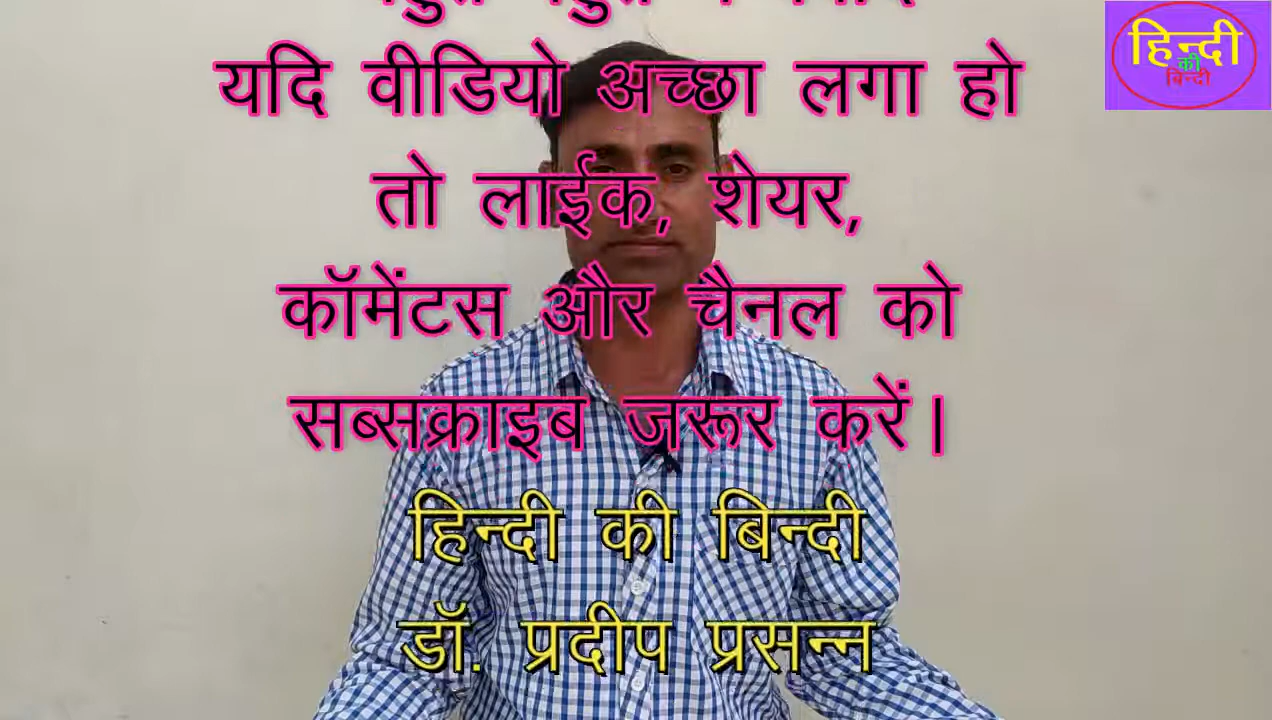 यदि वीडियो अच्छा लगा हो
तो लाईक, शेयर,
कॉमेंटस और चैनल को
सब्सक्राइब जरूर करें।
हिन्दी की बिन्दी
डॉ. प्रदीप प्रसन्न
हिन्दी
की
बिन्दी